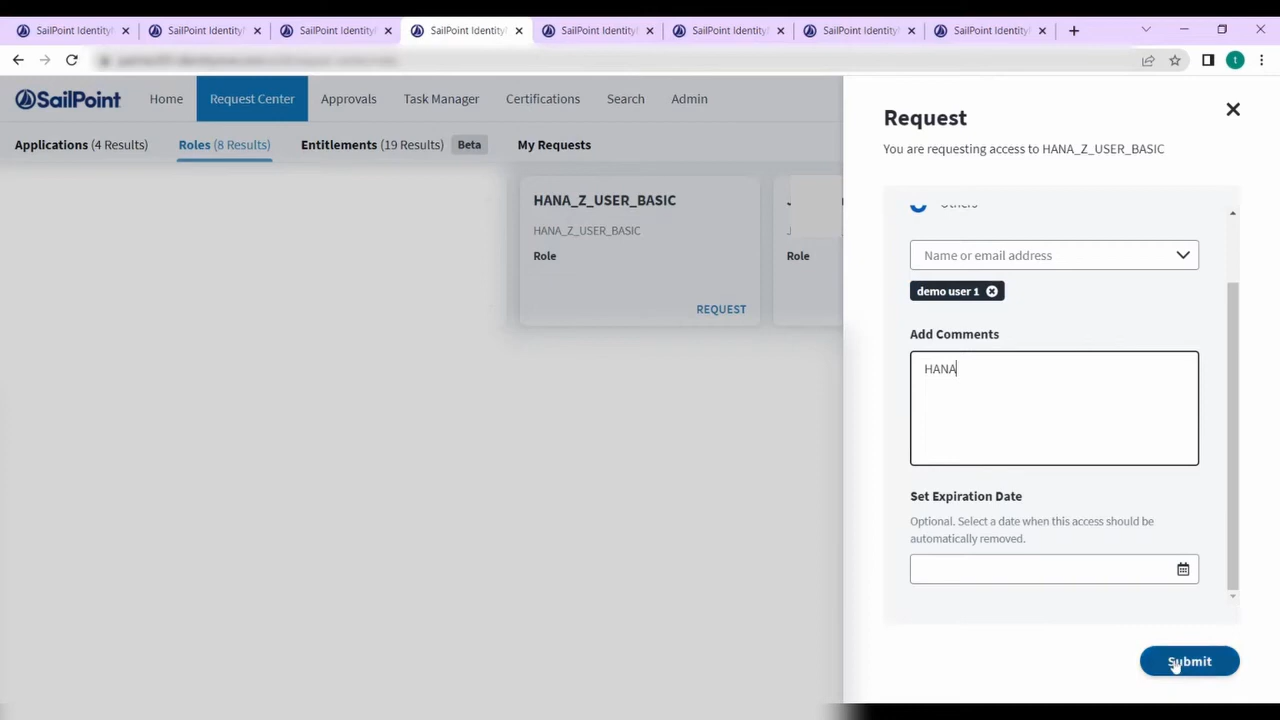 SailPoint Identity
SailPoint Identity
SailPoint Identity
SailPoint Identity
SailPoint Identity
SailPoint Identity
SailPoint Identity
SailPoint Identity
t
SailPoint
Home
Request Center
Approvals
Task Manager
Certifications
Search
Admin
Applications (4 Results)
Roles (8 Results)
Entitlements (19 Results)
Beta
My Requests
HANA_Z_USER_BASIC
HANA_Z_USER_BASIC
Role
REQUEST
Role
Request
You are requesting access to HANA_Z_USER_BASIC
Others
Name or email address
demo user 1
Add Comments
HANA
Set Expiration Date
Optional. Select a date when this access should be
automatically removed.
Submit